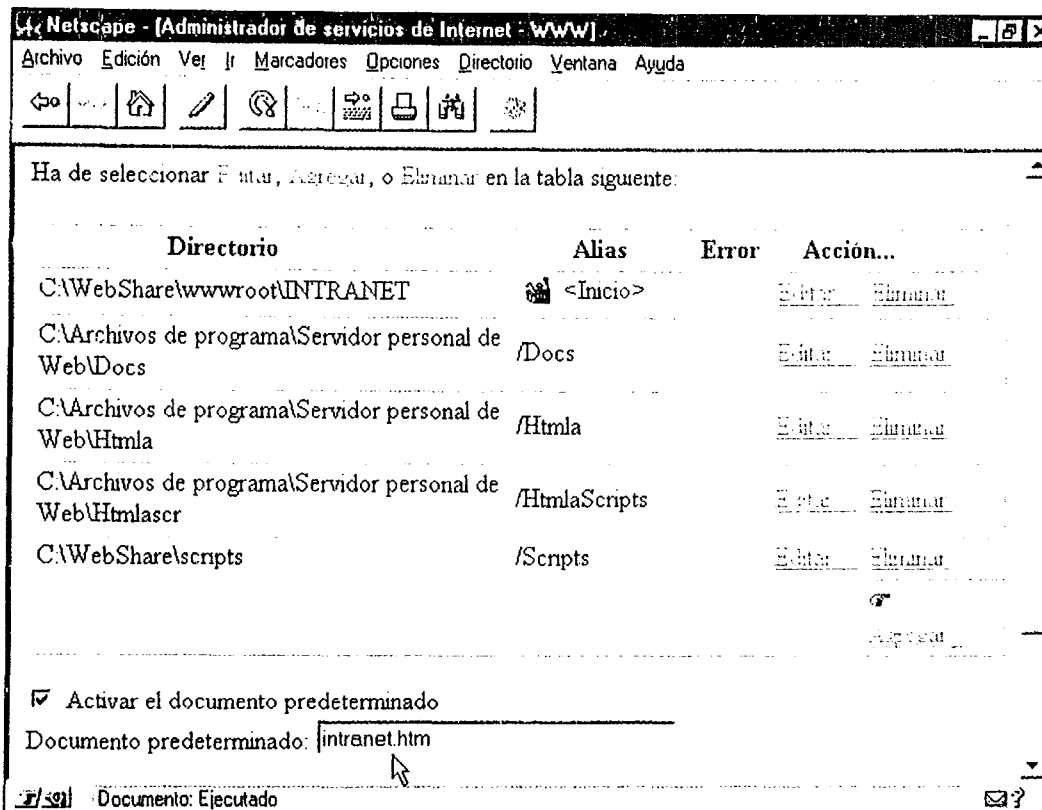 Netscape - [Administrador de servicios de Internet - WWW]
Archivo Edición Ver Ir Marcadores Opciones Directorio Ventana Ayuda
Ha de seleccionar Editar, Agregar, o Eliminar en la tabla siguiente:
Directorio Alias Error Acción...
C:\WebShare\wwwroot\INTRANET <Inicio> Editar Eliminar
C:\Archivos de programa\Servidor personal de
Web\Docs /Docs Editar Eliminar
C:\Archivos de programa\Servidor personal de
Web\Htmla /Htmla Editar Eliminar
C:\Archivos de programa\Servidor personal de
Web\Htmlascr /HtmlaScripts Editar Eliminar
C:\WebShare\scripts /Scripts Editar Eliminar
Agregar
Activar el documento predeterminado
Documento predeterminado: intranet.htm
Documento: Ejecutado